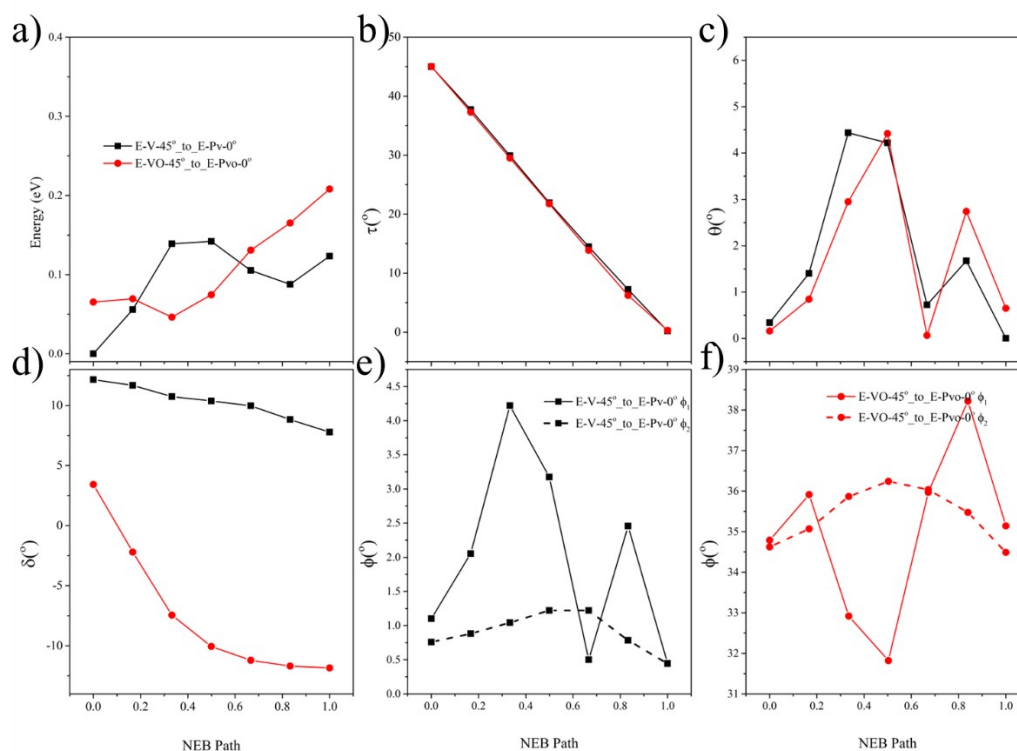 a)
b)
c)
0.4
0.3
0.2
0.1
0.0
Energy (eV)
E-V-45°_to_E-Pv-0°
E-VO-45°_to_E-Pvo-0°
50
40
30
20
10
0
τ(°)
6
5
4
3
2
1
0
θ(°)
d)
e)
f)
10
5
0
-5
-10
δ(°)
0.0 0.2 0.4 0.6 0.8 1.0
NEB Path
4.5
4.0
3.5
3.0
2.5
2.0
1.5
1.0
0.5
0.0
ϕ(°)
E-V-45°_to_E-Pv-0° ϕ₁
E-V-45°_to_E-Pv-0° ϕ₂
0.0 0.2 0.4 0.6 0.8 1.0
NEB Path
39
38
37
36
35
34
33
32
31
ϕ(°)
E-VO-45°_to_E-Pvo-0° ϕ₁
E-VO-45°_to_E-Pvo-0° ϕ₂
0.0 0.2 0.4 0.6 0.8 1.0
NEB Path